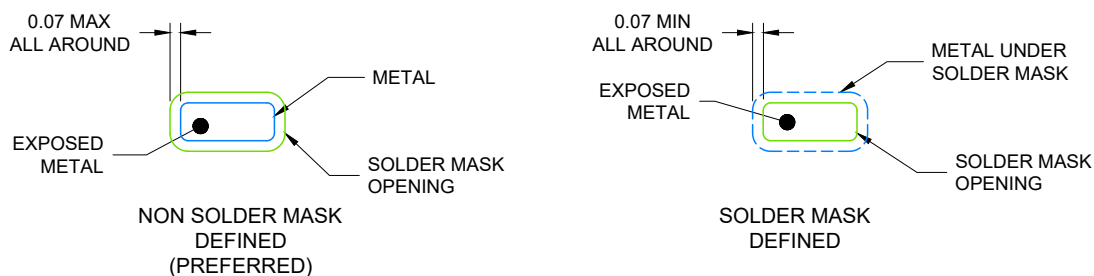 0.07 MAX
ALL AROUND
METAL
EXPOSED
METAL
SOLDER MASK
OPENING
NON SOLDER MASK
DEFINED
(PREFERRED)
0.07 MIN
ALL AROUND
METAL UNDER
SOLDER MASK
EXPOSED
METAL
SOLDER MASK
OPENING
SOLDER MASK
DEFINED